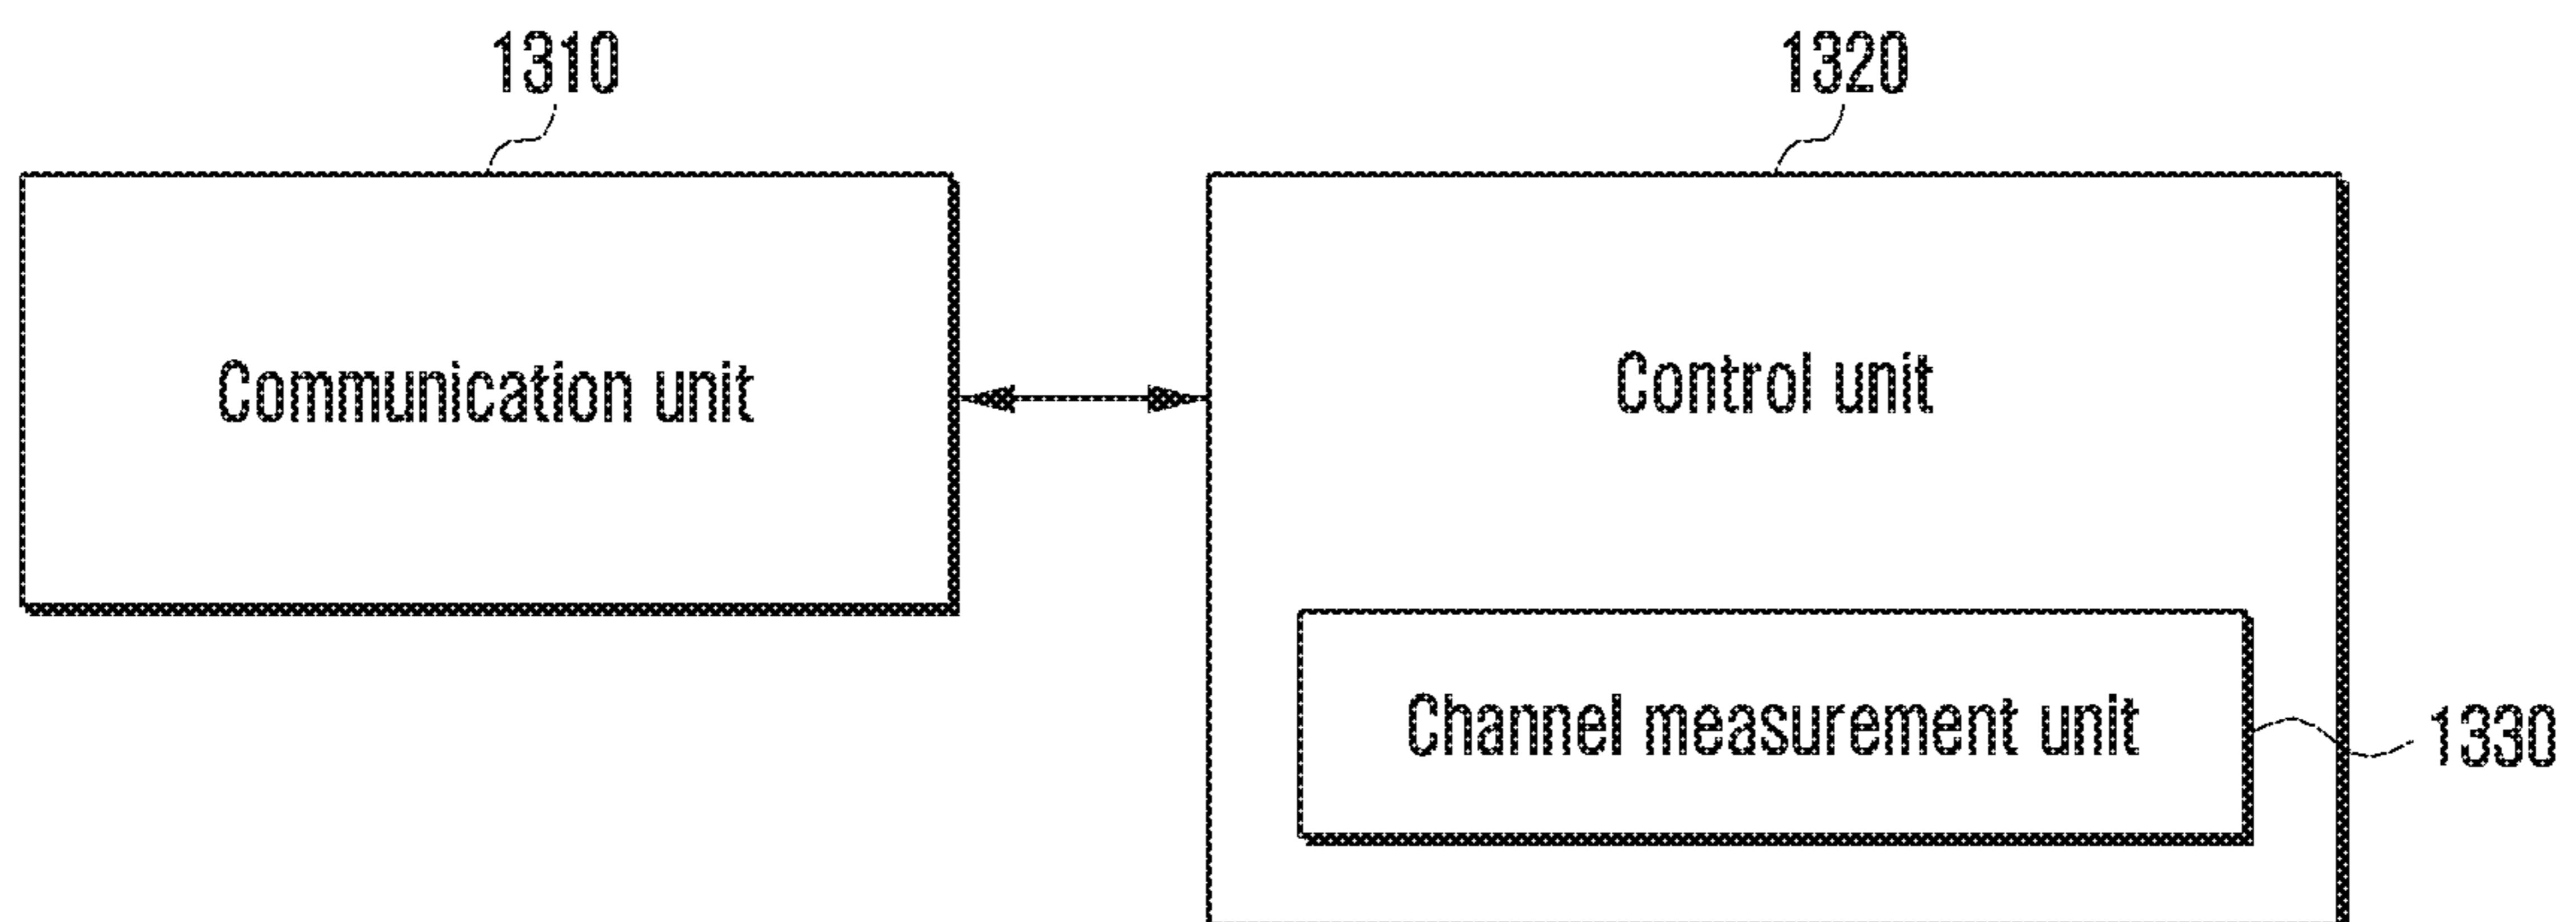 1310
1320
Communication unit
Control unit
Channel measurement unit
1330